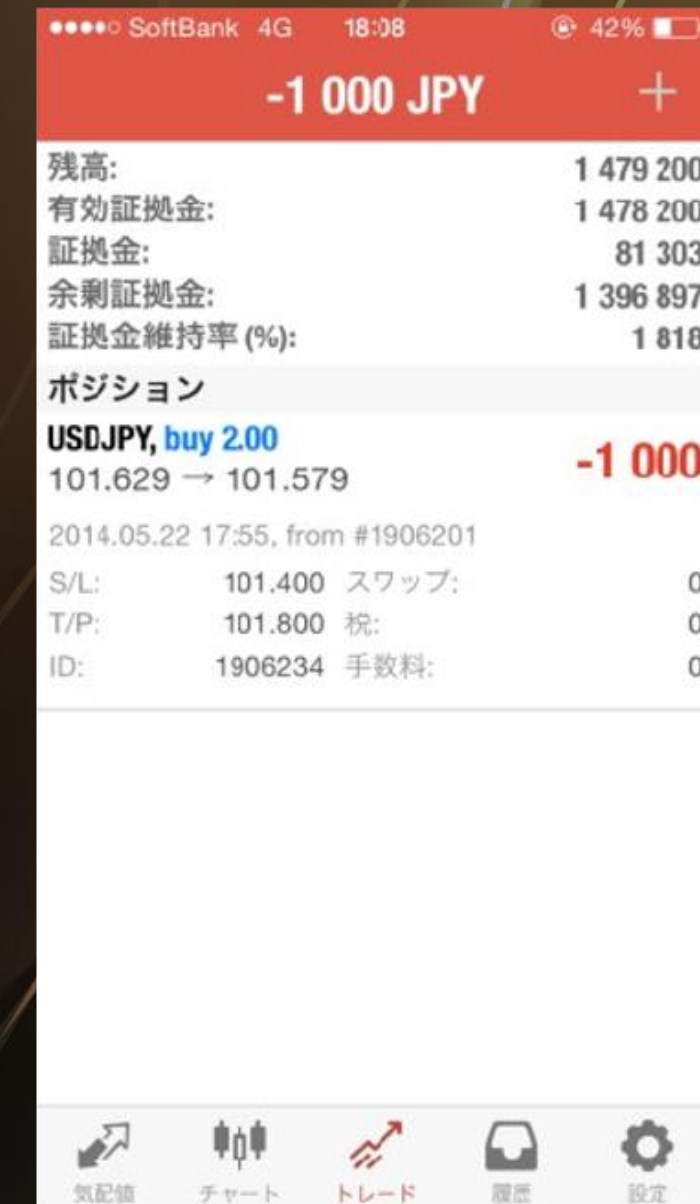 SoftBank 4G 18:08 42%
-1 000 JPY +
残高: 1 479 200
有効証拠金: 1 478 200
証拠金: 81 303
余剰証拠金: 1 396 897
証拠金維持率 (%): 1 818
ポジション
USDJPY, buy 2.00 -1 000
101.629 → 101.579
2014.05.22 17:55, from #1906201
S/L: 101.400 スワップ: 0
T/P: 101.800 税: 0
ID: 1906234 手数料: 0
気配値 チャート トレード 履歴 設定